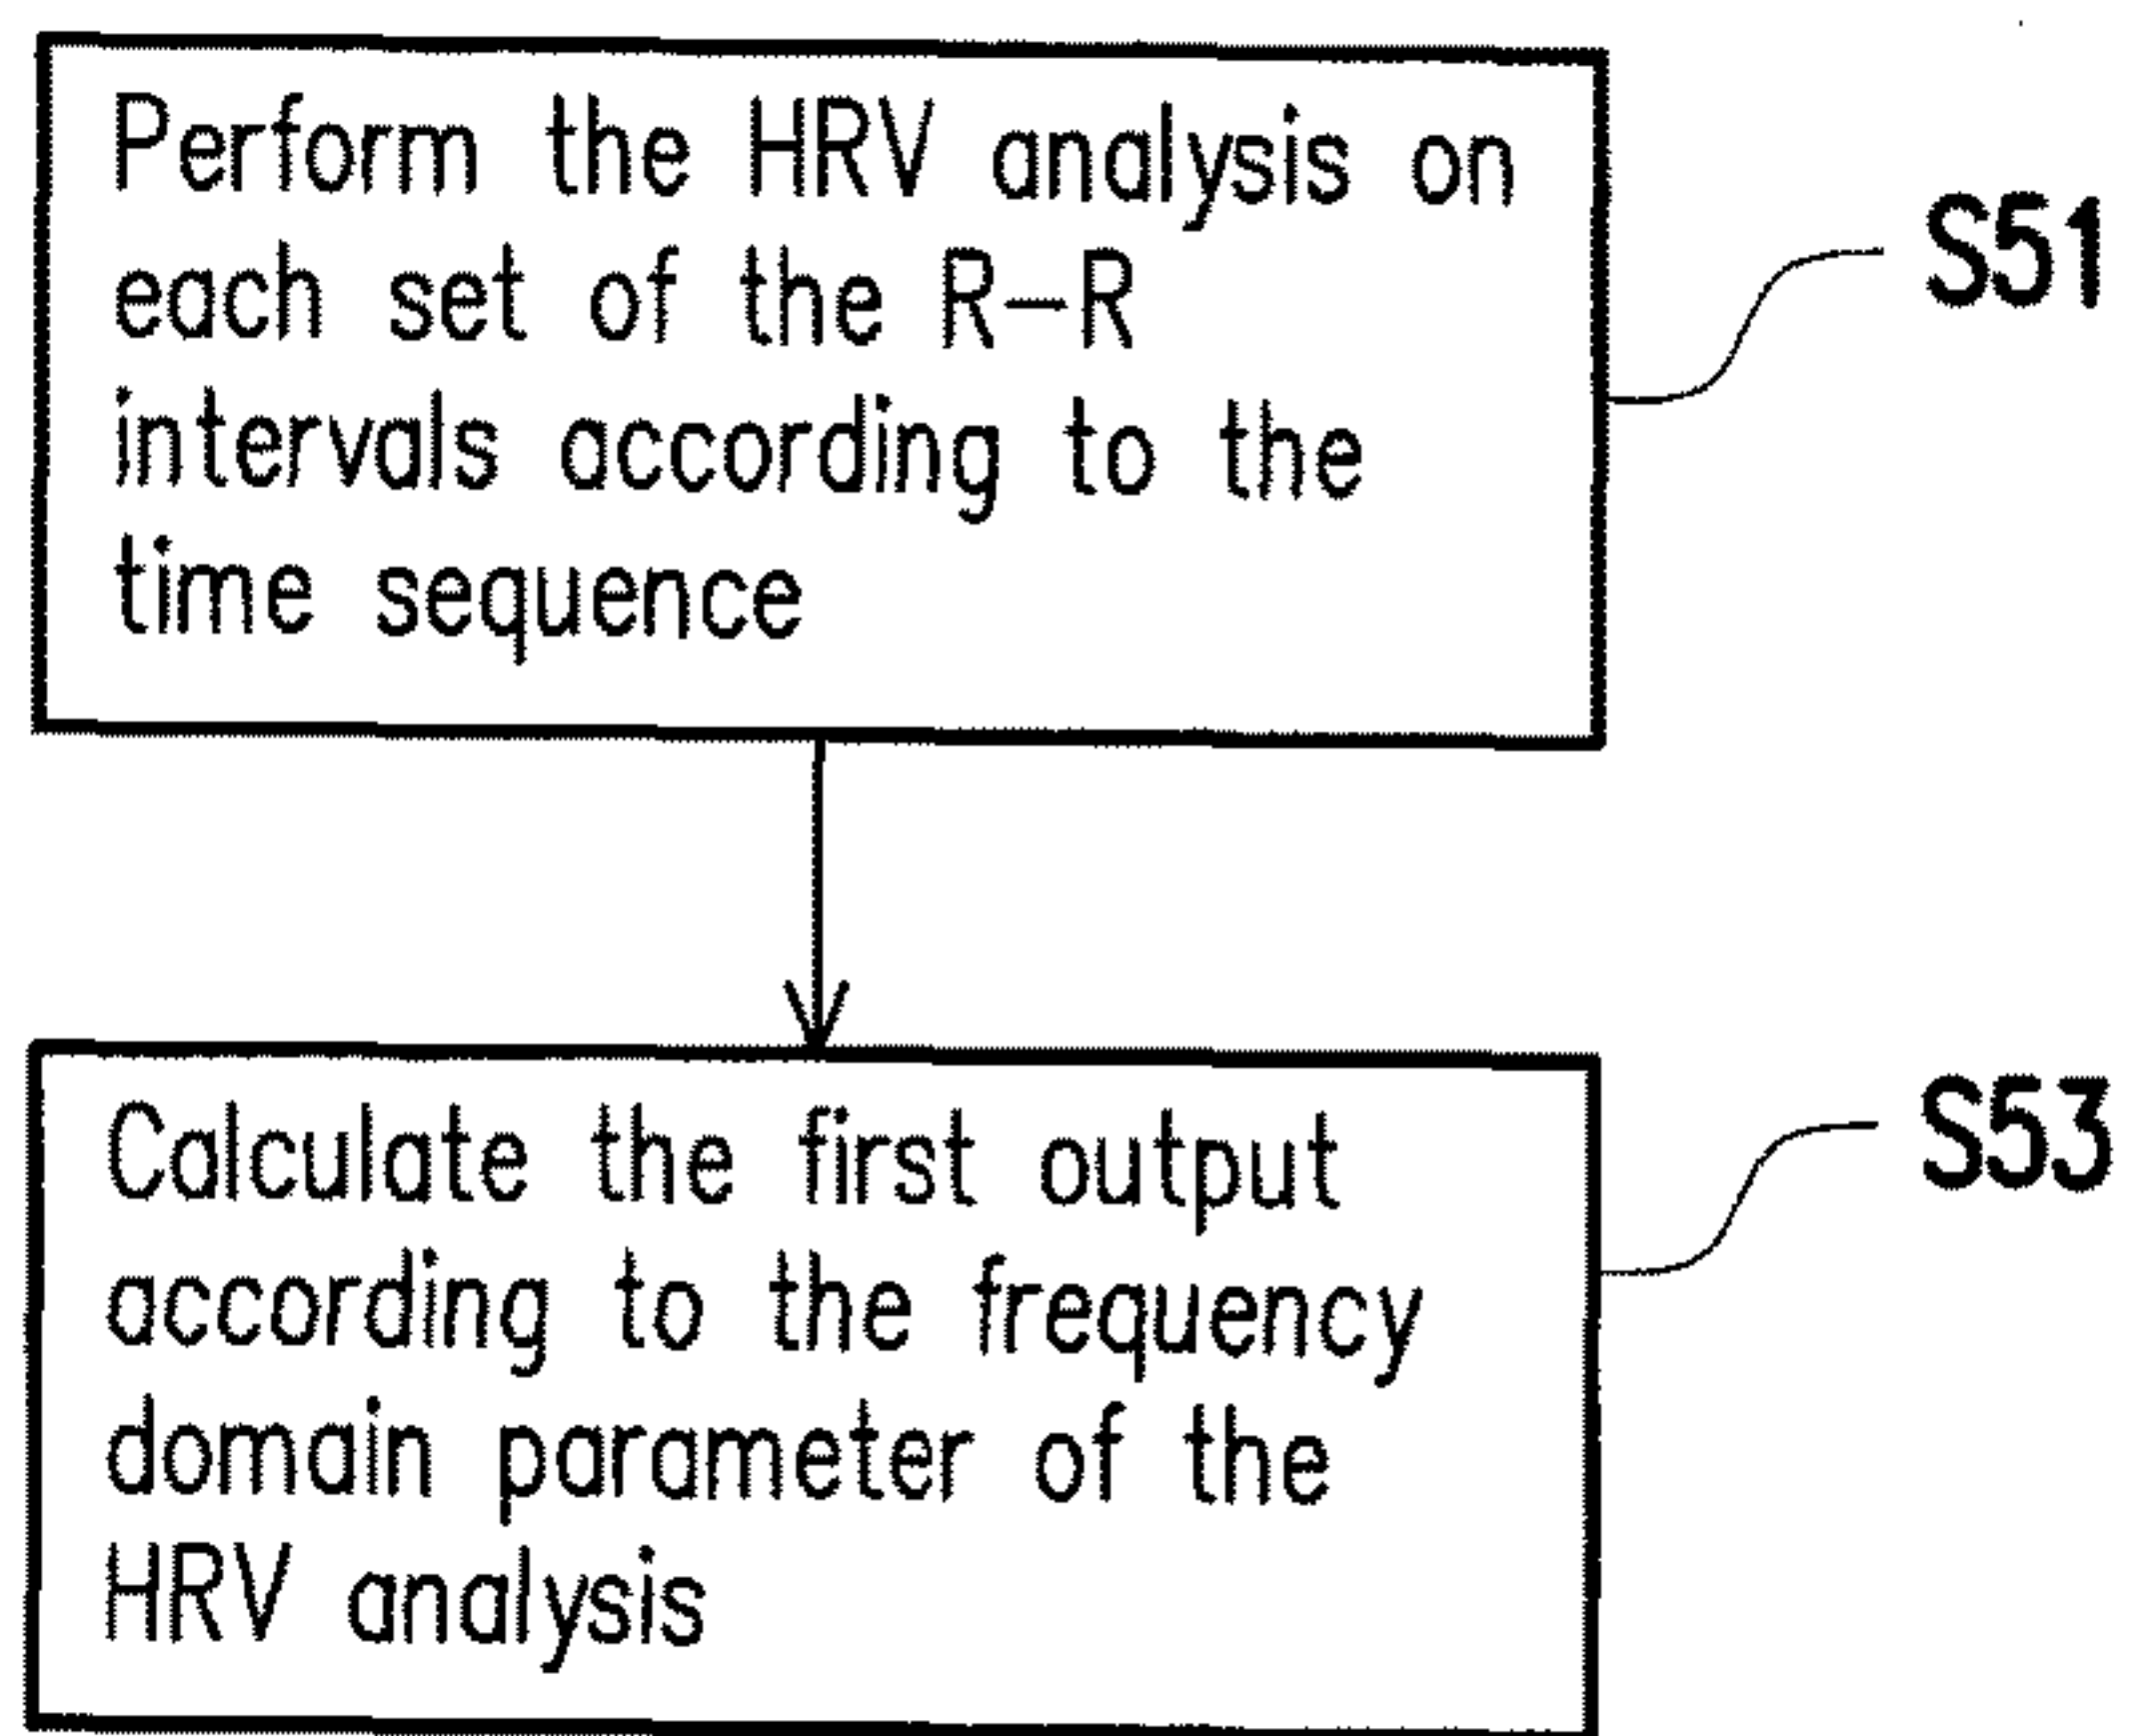 Perform the HRV analysis on
each set of the R-R
intervals according to the
time sequence
S51
Calculate the first output
according to the frequency
domain parameter of the
HRV analysis
S53